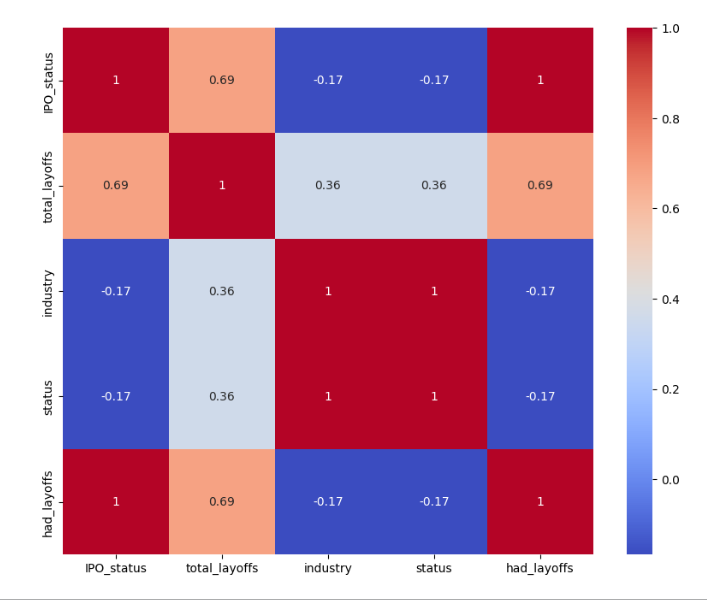 IPO_status 1 0.69 -0.17 -0.17 1
total_layoffs 0.69 1 0.36 0.36 0.69
industry -0.17 0.36 1 1 -0.17
status -0.17 0.36 1 1 -0.17
had_layoffs 1 0.69 -0.17 -0.17 1
IPO_status total_layoffs industry status had_layoffs
1.0
0.8
0.6
0.4
0.2
0.0